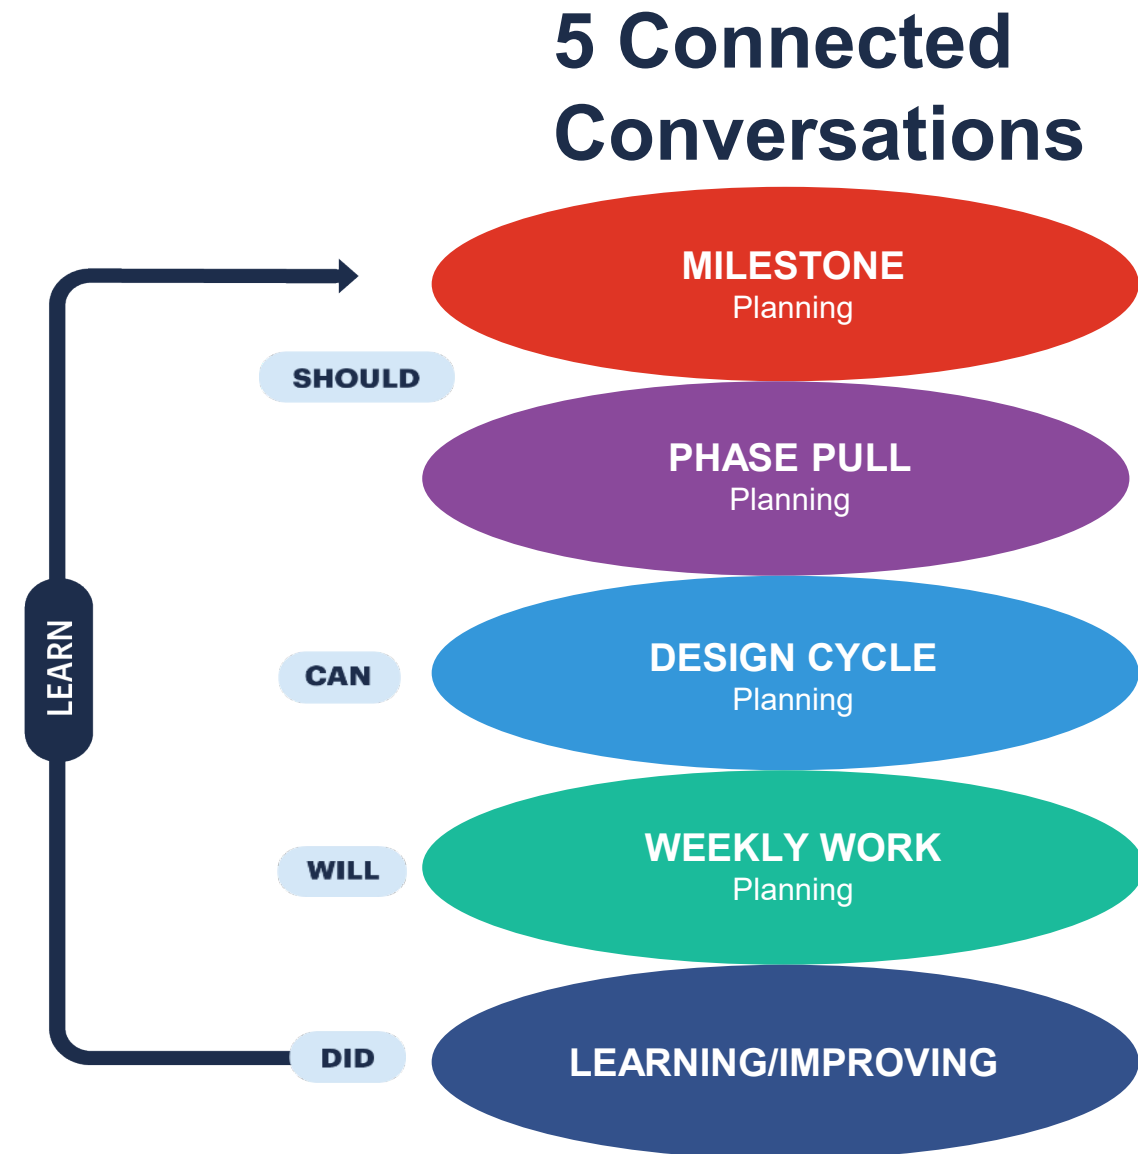 5 Connected
Conversations
MILESTONE
Planning
SHOULD
PHASE PULL
Planning
LEARN
DESIGN CYCLE
Planning
CAN
WEEKLY WORK
Planning
WILL
DID
LEARNING/IMPROVING